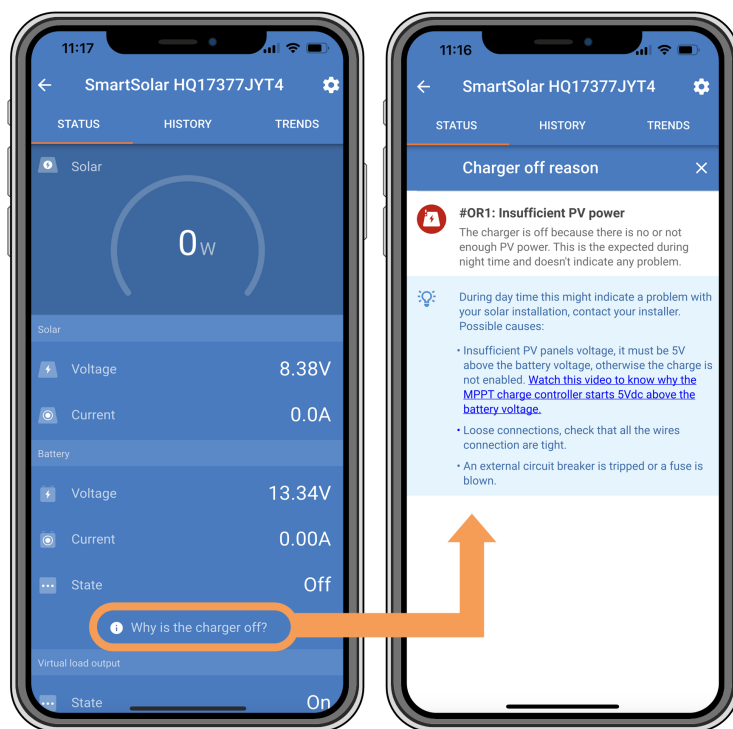 11:17
SmartSolar HQ17377JYT4
STATUS HISTORY TRENDS
Solar
0W
Solar
Voltage 8.38V
Current 0.0A
Battery
Voltage 13.34V
Current 0.00A
State Off
Why is the charger off?
Virtual load output
State On
11:16
SmartSolar HQ17377JYT4
STATUS HISTORY TRENDS
Charger off reason
#OR1: Insufficient PV power
The charger is off because there is no or not
enough PV power. This is the expected during
night time and doesn't indicate any problem.
During day time this might indicate a problem with
your solar installation, contact your installer.
Possible causes:
• Insufficient PV panels voltage, it must be 5V
above the battery voltage, otherwise the charge is
not enabled. Watch this video to know why the
MPPT charge controller starts 5Vdc above the
battery voltage.
• Loose connections, check that all the wires
connection are tight.
• An external circuit breaker is tripped or a fuse is
blown.